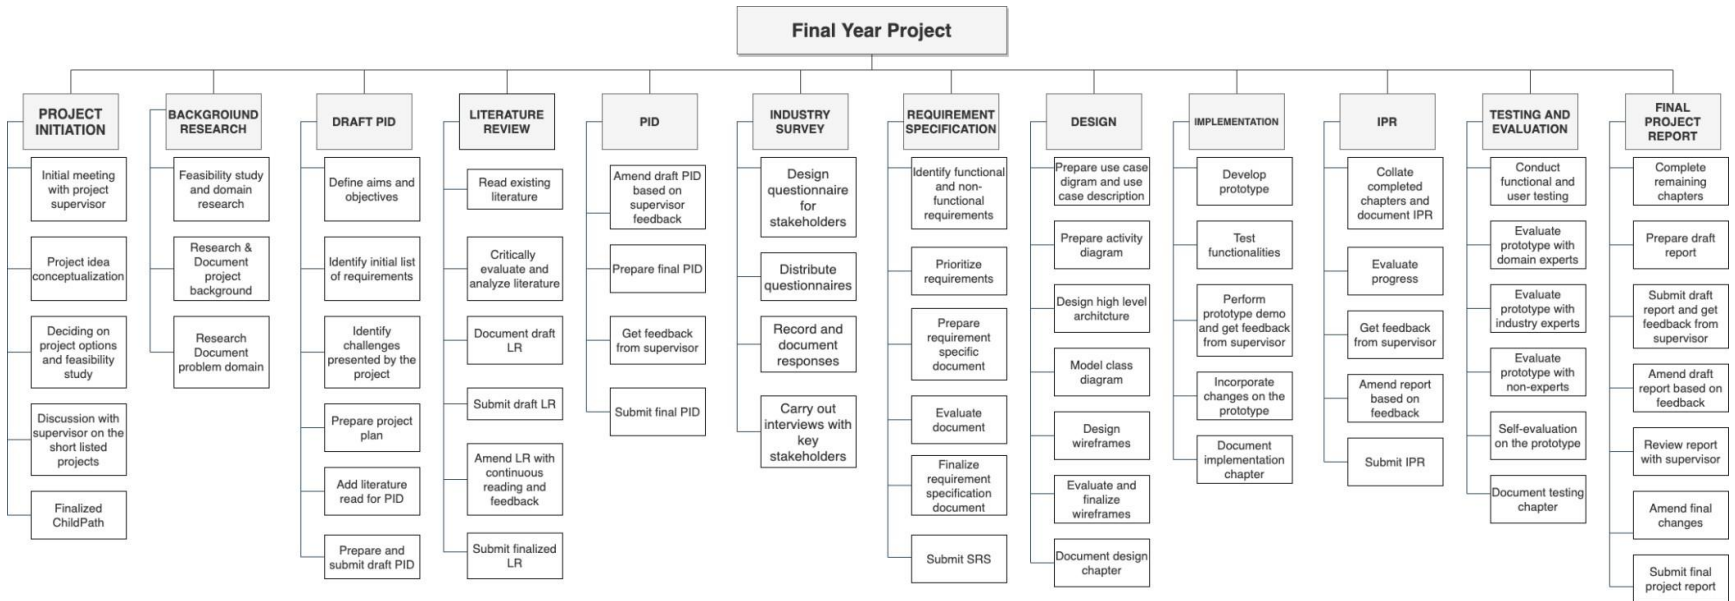 Final Year Project
PROJECT
INITIATION
Initial meeting
with project
supervisor
Project idea
conceptualization
Deciding on
project options
and feasibility
study
Discussion with
supervisor on the
short listed
projects
Finalized
ChildPath
BACKGROIUND
RESEARCH
Feasibility study
and domain
research
Research &
Document
project
background
Research
Document
problem domain
DRAFT PID
Define aims and
objectives
Identify initial list
of requirements
Identify
challenges
presented by the
project
Prepare project
plan
Add literature
read for PID
Prepare and
submit draft PID
LITERATURE
REVIEW
Read existing
literature
Critically
evaluate and
analyze literature
Document draft
LR
Submit draft LR
Amend LR with
continuous
reading and
feedback
Submit finalized
LR
PID
Amend draft PID
based on
supervisor
feedback
Prepare final PID
Get feedback
from supervisor
Submit final PID
INDUSTRY
SURVEY
Design
questionnaire
for
stakeholders
Distribute
questionnaires
Record and
document
responses
Carry out
interviews with
key
stakeholders
REQUIREMENT
SPECIFICATION
Identify functional
and non-
functional
requirements
Prioritize
requirements
Prepare
requirement
specific
document
Evaluate
document
Finalize
requirement
specification
document
Submit SRS
DESIGN
Prepare use case
digram and use
case description
Prepare activity
diagram
Design high level
architcture
Model class
diagram
Design
wireframes
Evaluate and
finalize
wireframes
Document design
chapter
IMPLEMENTATION
Develop
prototype
Test
functionalities
Perform
prototype demo
and get feedback
from supervisor
Incorporate
changes on the
prototype
Document
implementation
chapter
IPR
Collate
completed
chapters and
document IPR
Evaluate
progress
Get feedback
from supervisor
Amend report
based on
feedback
Submit IPR
TESTING AND
EVALUATION
Conduct
functional and
user testing
Evaluate
prototype with
domain experts
Evaluate
prototype with
industry experts
Evaluate
prototype with
non-experts
Self-evaluation
on the prototype
Document testing
chapter
FINAL
PROJECT
REPORT
Complete
remaining
chapters
Prepare draft
report
Submit draft
report and get
feedback from
supervisor
Amend draft
report based on
feedback
Review report
with supervisor
Amend final
changes
Submit final
project report